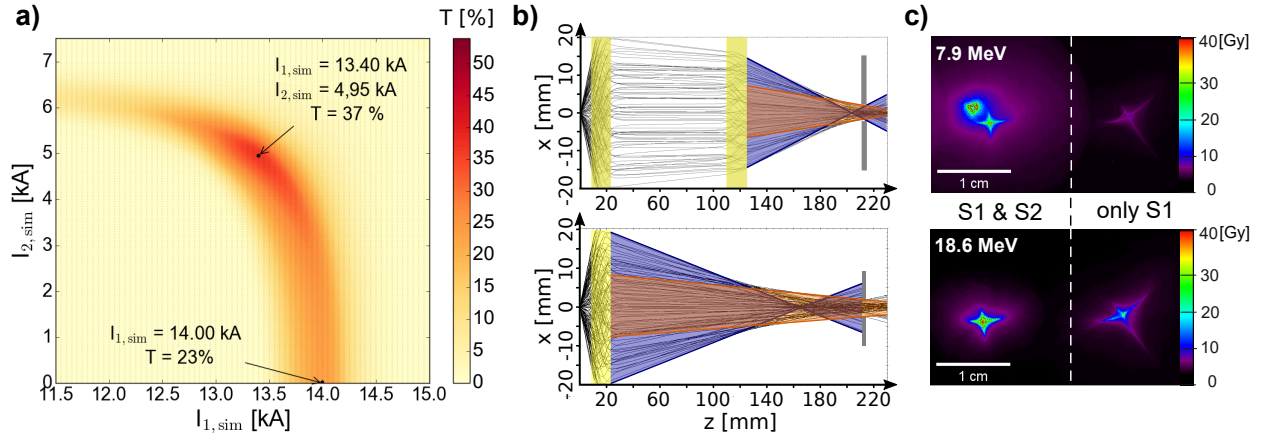 a)
T [%]
I1,sim = 13.40 kA
I2,sim = 4,95 kA
T = 37 %
I1,sim = 14.00 kA
T = 23%
I2,sim [kA]
7
6
5
4
3
2
1
0
11.5 12.0 12.5 13.0 13.5 14.0 14.5 15.0
I1,sim [kA]
50
45
40
35
30
25
20
15
10
5
0
b)
x [mm]
20
10
0
-10
-20
20 60 100 140 180 220
x [mm]
20
10
0
-10
-20
20 60 100 140 180 220
z [mm]
c)
7.9 MeV
1 cm
40 [Gy]
30
20
10
0
S1 & S2
only S1
18.6 MeV
1 cm
40 [Gy]
30
20
10
0